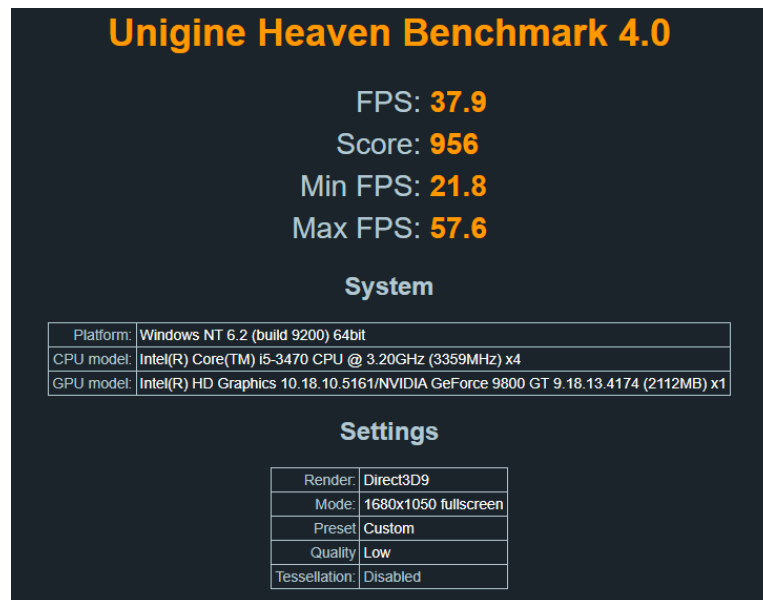 Unigine Heaven Benchmark 4.0
FPS: 37.9
Score: 956
Min FPS: 21.8
Max FPS: 57.6
System
Platform: Windows NT 6.2 (build 9200) 64bit
CPU model: Intel(R) Core(TM) i5-3470 CPU @ 3.20GHz (3359MHz) x4
GPU model: Intel(R) HD Graphics 10.18.10.5161/NVIDIA GeForce 9800 GT 9.18.13.4174 (2112MB) x1
Settings
Render: Direct3D9
Mode: 1680x1050 fullscreen
Preset Custom
Quality Low
Tessellation: Disabled